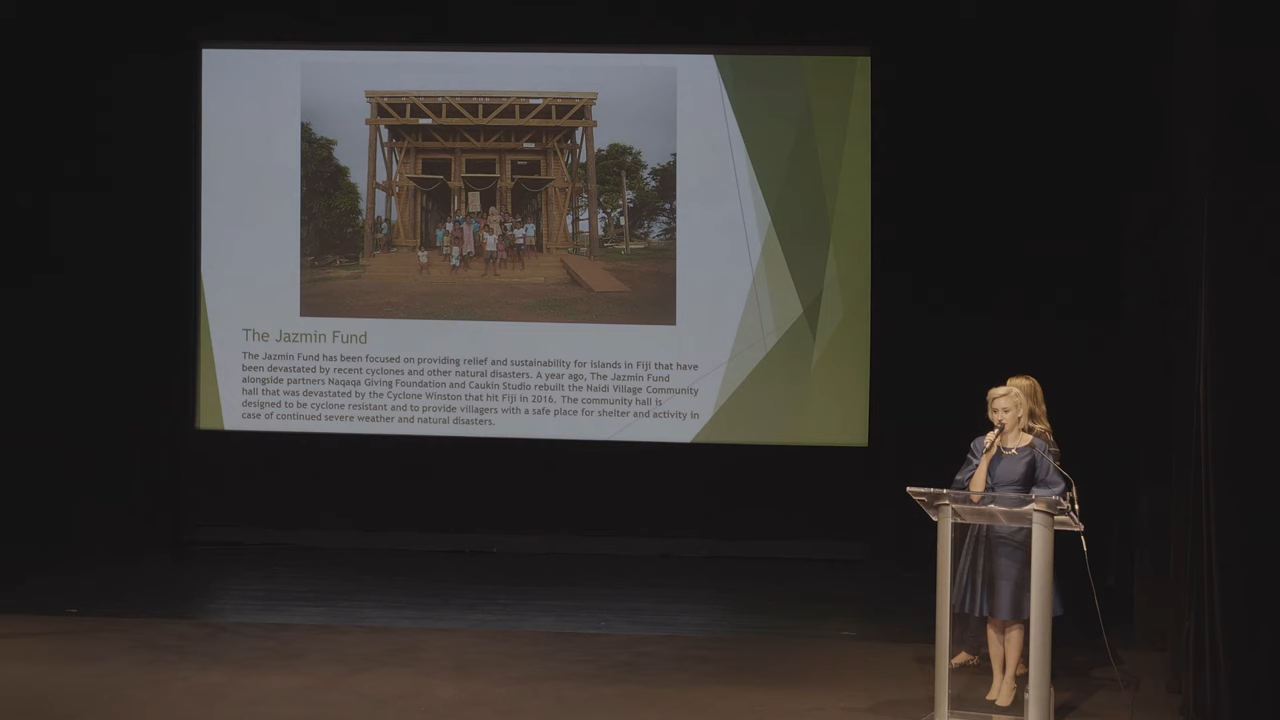 The Jazmin Fund
The Jazmin Fund has been focused on providing relief and sustainability for islands in Fiji that have
been devastated by recent cyclones and other natural disasters. A year ago, The Jazmin Fund
alongside partners Naqaqa Giving Foundation and Caukin Studio rebuilt the Naidi Village Community
hall that was devastated by the Cyclone Winston that hit Fiji in 2016. The community hall is
designed to be cyclone resistant and to provide villagers with a safe place for shelter and activity in
case of continued severe weather and natural disasters.